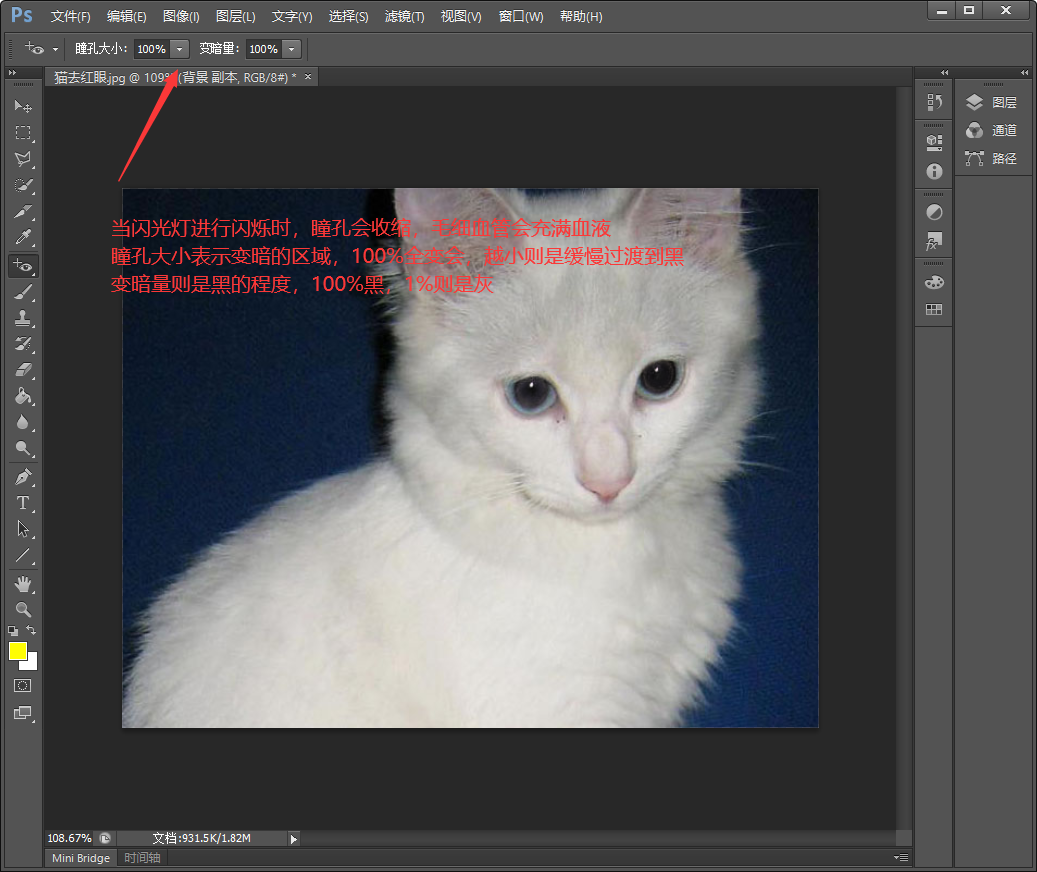 Ps 文件(F) 编辑(E) 图像(I) 图层(L) 文字(Y) 选择(S) 滤镜(T) 视图(V) 窗口(W) 帮助(H)
瞳孔大小: 100% 变暗量: 100%
猫去红眼.jpg @ 109% (背景 副本, RGB/8#) * ×
图层
通道
路径
当闪光灯进行闪烁时，瞳孔会收缩，毛细血管会充满血液
瞳孔大小表示变暗的区域，100%全变会，越小则是缓慢过渡到黑
变暗量则是黑的程度，100%黑，1%则是灰
108.67% 文档:931.5K/1.82M
Mini Bridge 时间轴